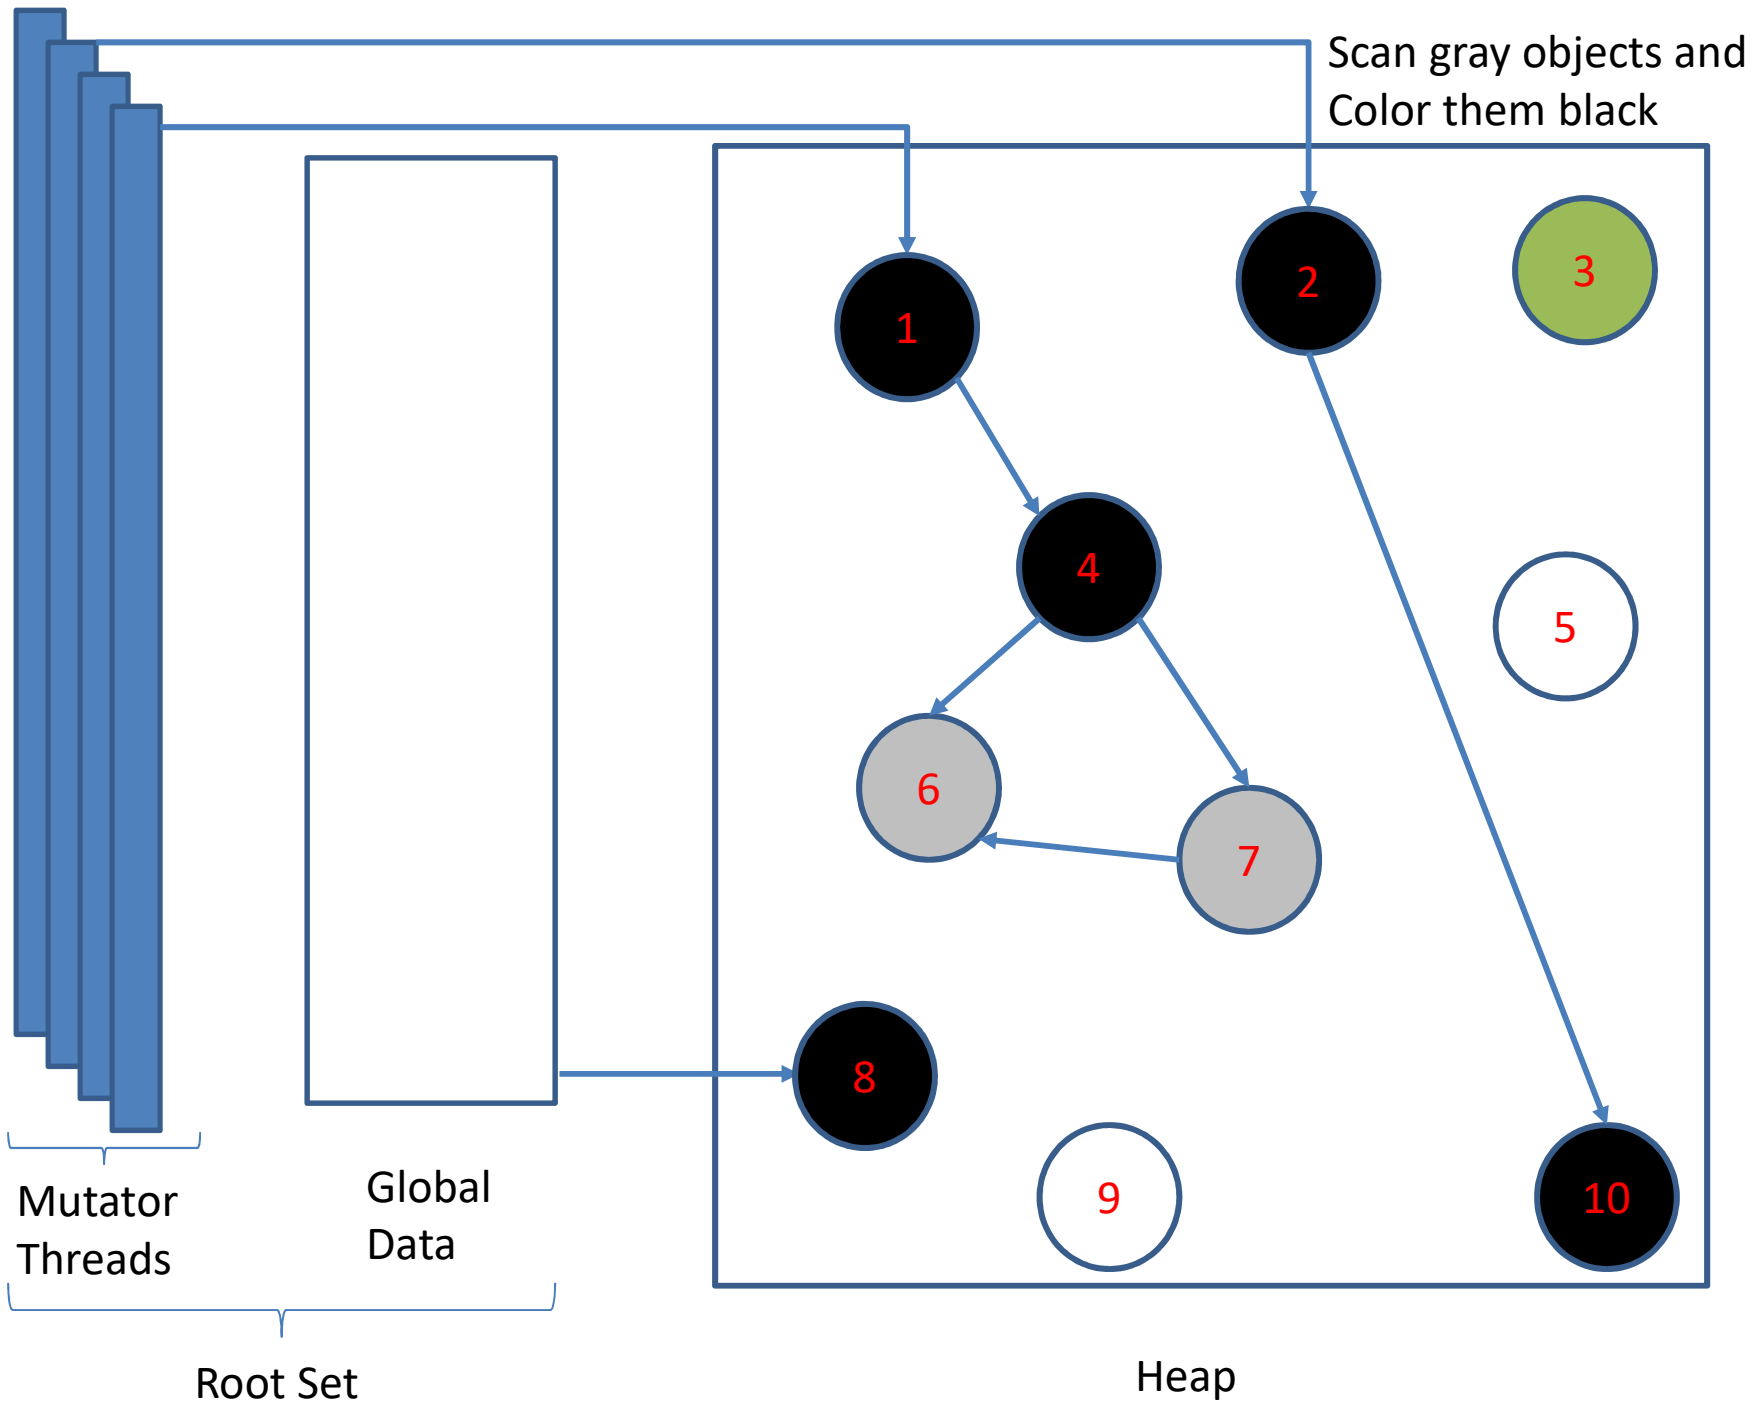 Scan gray objects and
Color them black
1
2
3
4
5
6
7
8
9
10
Mutator
Threads
Global
Data
Root Set
Heap